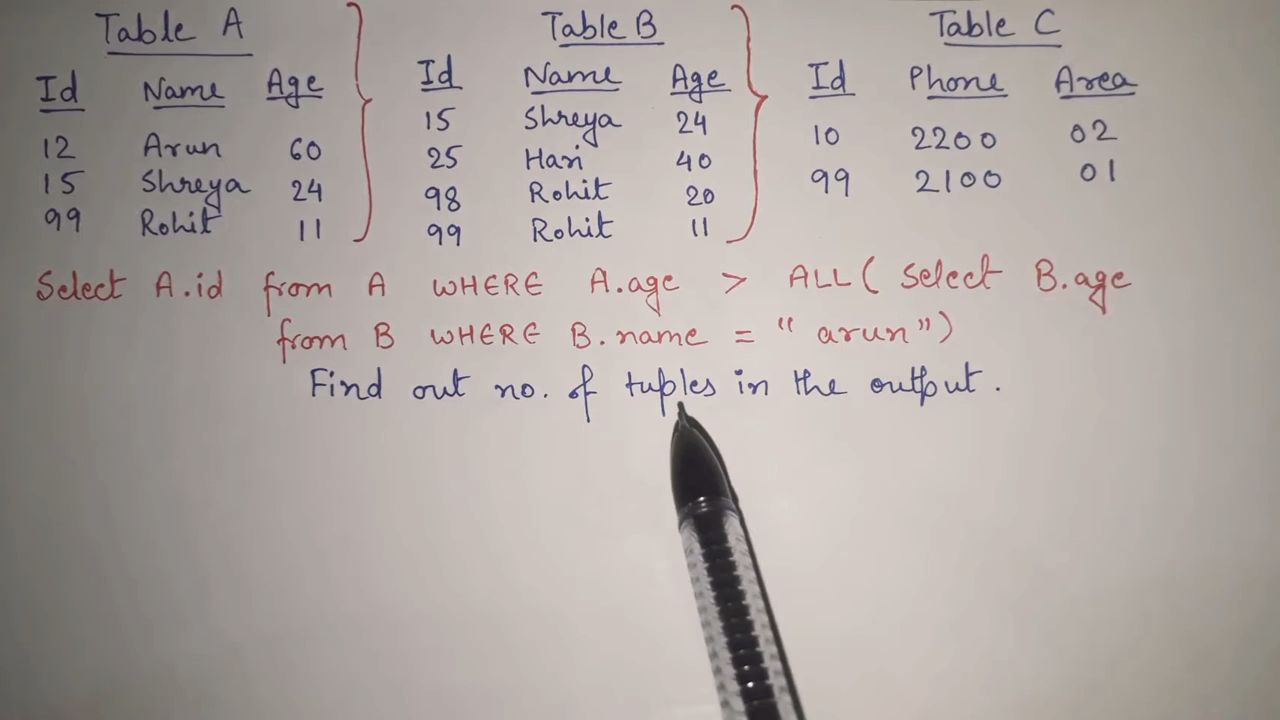 Table A Table B Table C
Id Name Age Id Name Age Id Phone Area
12 Arun 60 15 Shreya 24 10 2200 02
15 Shreya 24 25 Hari 40 99 2100 01
99 Rohit 11 98 Rohit 20
99 Rohit 11
Select A.id from A WHERE A.age > ALL( Select B.age
from B WHERE B.name = "arun")
Find out no. of tuples in the output.